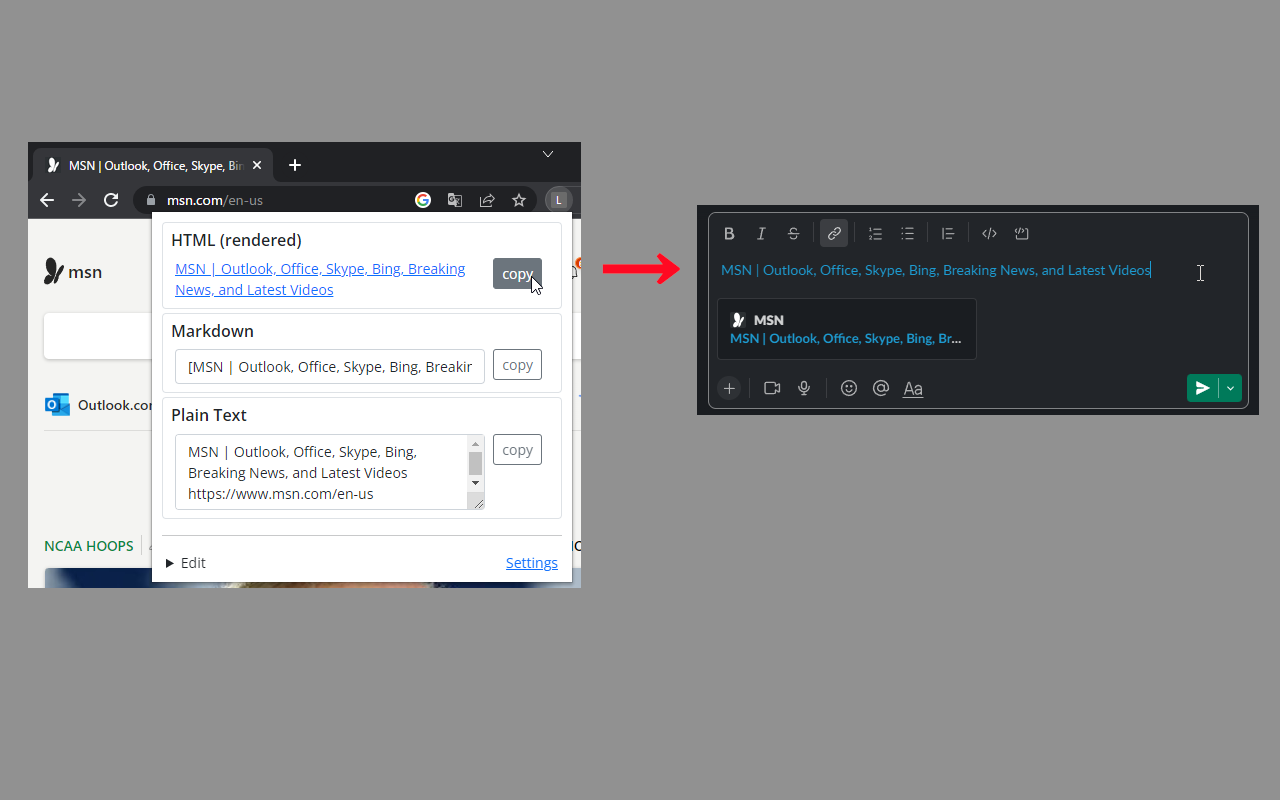 MSN | Outlook, Office, Skype, Bin
msn.com/en-us
L
msn
Outlook.cor
NCAA HOOPS
HTML (rendered)
MSN | Outlook, Office, Skype, Bing, Breaking
News, and Latest Videos
copy
Markdown
[MSN | Outlook, Office, Skype, Bing, Breakir
copy
Plain Text
MSN | Outlook, Office, Skype, Bing,
Breaking News, and Latest Videos
https://www.msn.com/en-us
copy
Edit
Settings
B I S
MSN | Outlook, Office, Skype, Bing, Breaking News, and Latest Videos
MSN
MSN | Outlook, Office, Skype, Bing, Br...
Aa